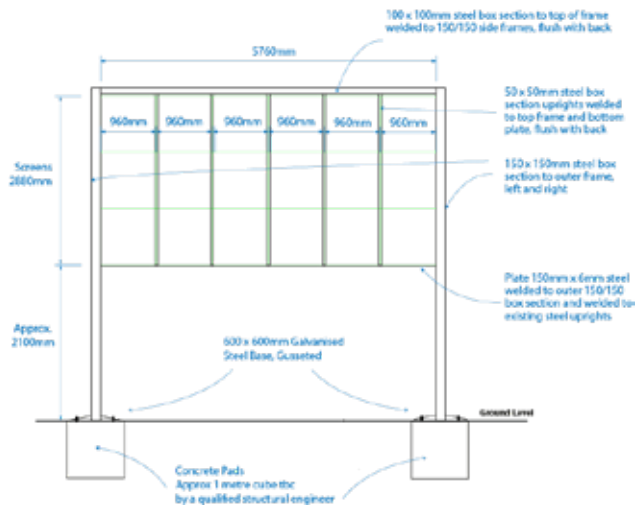 100 x 100mm steel box section to top of frame
welded to 150/150 side frames, flush with back
5760mm
50 x 50mm steel box
section uprights welded
to top frame and bottom
plate, flush with back
960mm 960mm 960mm 960mm 960mm 960mm
Screens
2880mm
150 x 150mm steel box
section to outer frame,
left and right
Plate 150mm x 6mm steel
welded to outer 150/150
box section and welded to
existing steel uprights
Approx.
2100mm
600 x 600mm Galvanised
Steel Base, Gusseted
Ground Level
Concrete Pads
Approx 1 metre cube tbc
by a qualified structural engineer